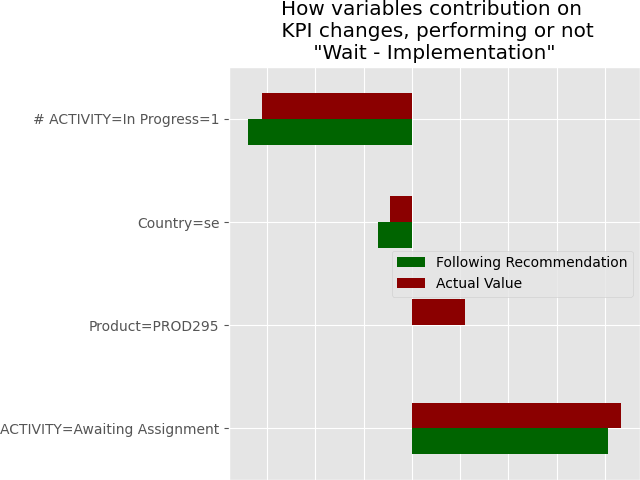 How variables contribution on
KPI changes, performing or not
"Wait - Implementation"
# ACTIVITY=In Progress=1
Country=se
Following Recommendation
Actual Value
Product=PROD295
ACTIVITY=Awaiting Assignment